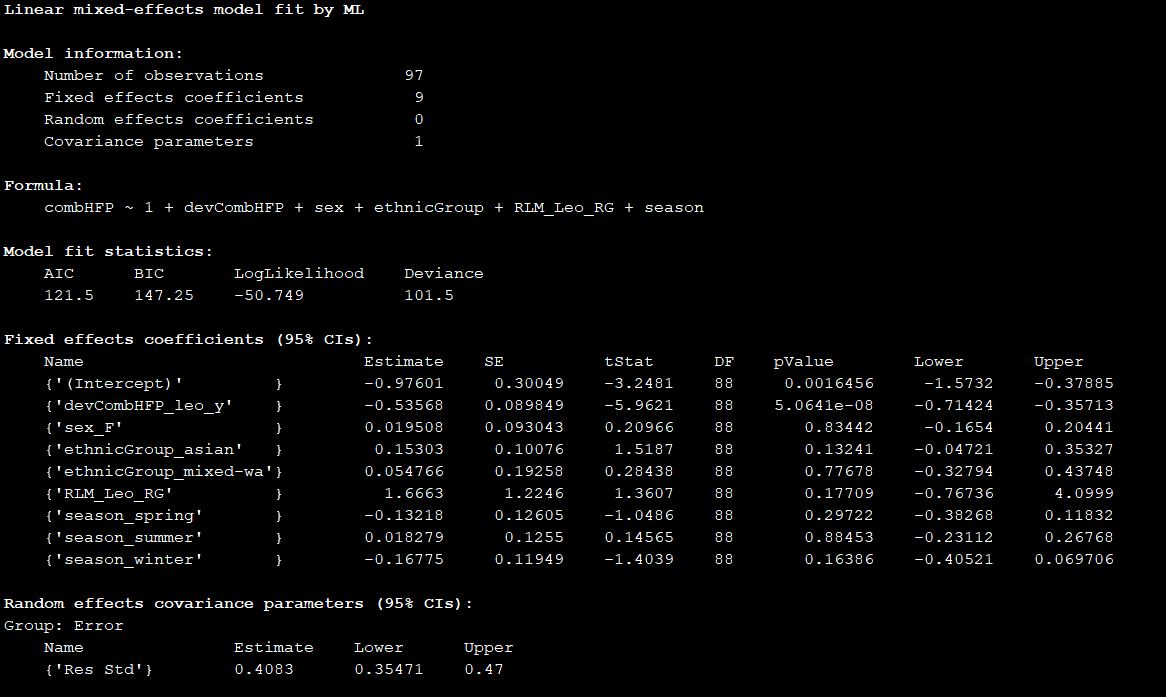 Linear mixed-effects model fit by ML
Model information:
Number of observations 97
Fixed effects coefficients 9
Random effects coefficients 0
Covariance parameters 1
Formula:
combHFP ~ 1 + devCombHFP + sex + ethnicGroup + RLM_Leo_RG + season
Model fit statistics:
AIC BIC LogLikelihood Deviance
121.5 147.25 -50.749 101.5
Fixed effects coefficients (95% CIs):
Name Estimate SE tStat DF pValue Lower Upper
{'(Intercept)' } -0.97601 0.30049 -3.2481 88 0.0016456 -1.5732 -0.37885
{'devCombHFP_leo_y' } -0.53568 0.089849 -5.9621 88 5.0641e-08 -0.71424 -0.35713
{'sex_F' } 0.019508 0.093043 0.20966 88 0.83442 -0.1654 0.20441
{'ethnicGroup_asian' } 0.15303 0.10076 1.5187 88 0.13241 -0.04721 0.35327
{'ethnicGroup_mixed-wa'} 0.054766 0.19258 0.28438 88 0.77678 -0.32794 0.43748
{'RLM_Leo_RG' } 1.6663 1.2246 1.3607 88 0.17709 -0.76736 4.0999
{'season_spring' } -0.13218 0.12605 -1.0486 88 0.29722 -0.38268 0.11832
{'season_summer' } 0.018279 0.1255 0.14565 88 0.88453 -0.23112 0.26768
{'season_winter' } -0.16775 0.11949 -1.4039 88 0.16386 -0.40521 0.069706
Random effects covariance parameters (95% CIs):
Group: Error
Name Estimate Lower Upper
{'Res Std'} 0.4083 0.35471 0.47